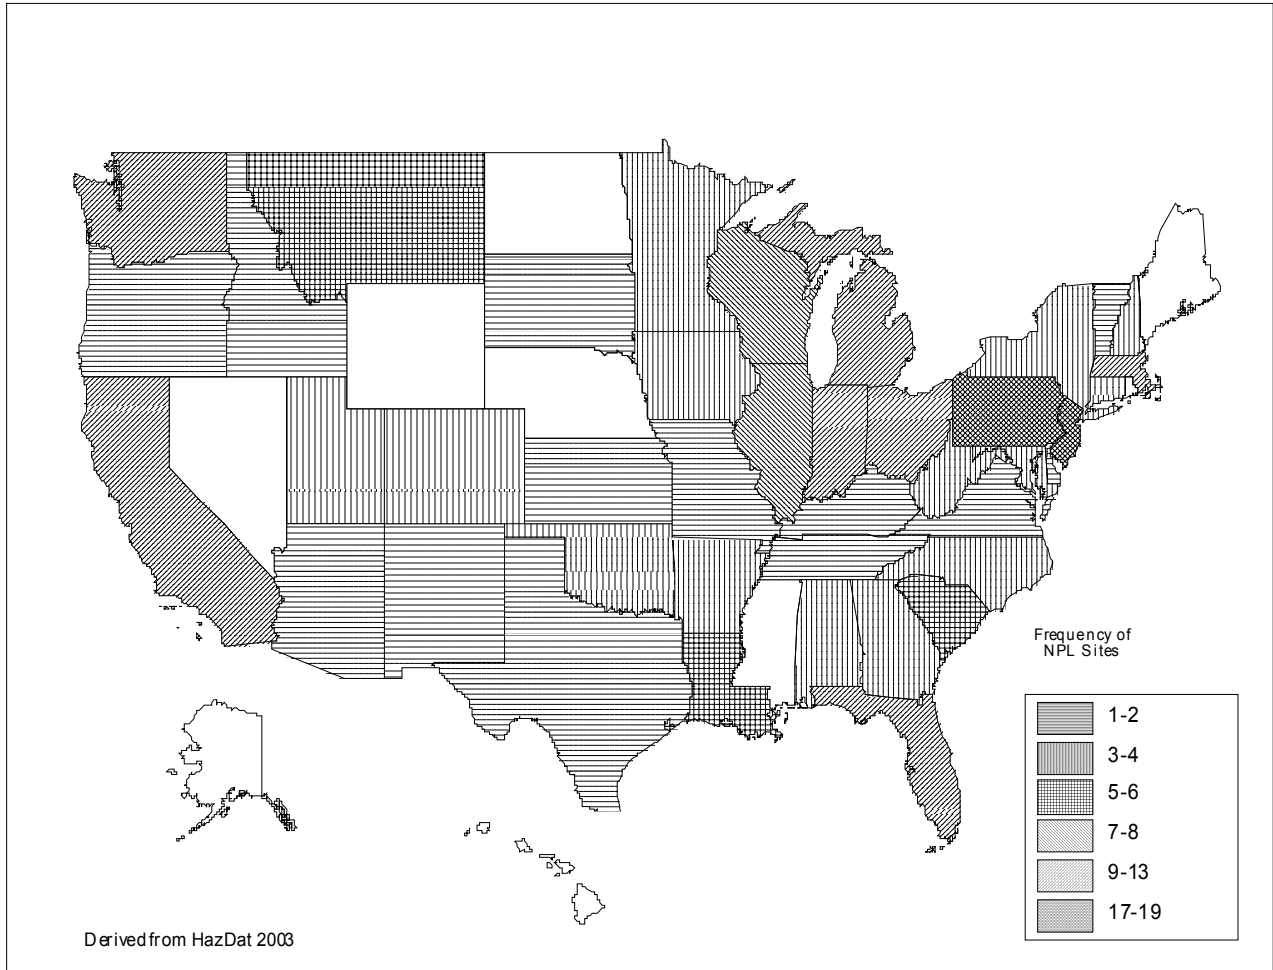 Frequency of
NPL Sites
1-2
3-4
5-6
7-8
9-13
17-19
Derived from HazDat 2003